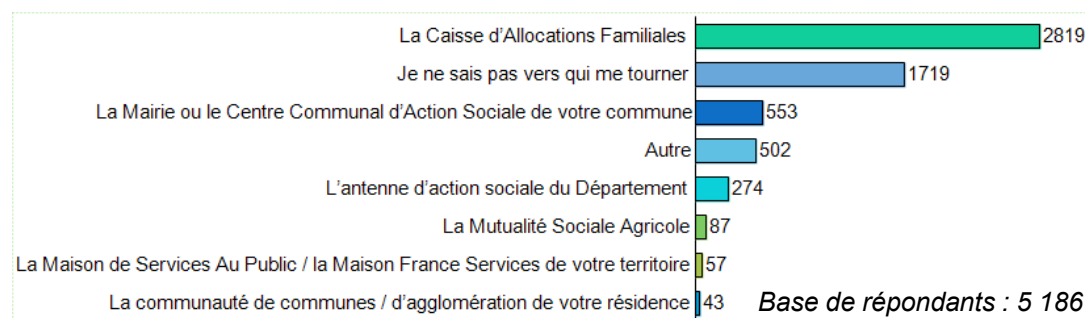 La Caisse d’Allocations Familiales 2819
Je ne sais pas vers qui me tourner 1719
La Mairie ou le Centre Communal d’Action Sociale de votre commune 553
Autre 502
L’antenne d’action sociale du Département 274
La Mutualité Sociale Agricole 87
La Maison de Services Au Public / la Maison France Services de votre territoire 57
La communauté de communes / d’agglomération de votre résidence 43 Base de répondants : 5 186